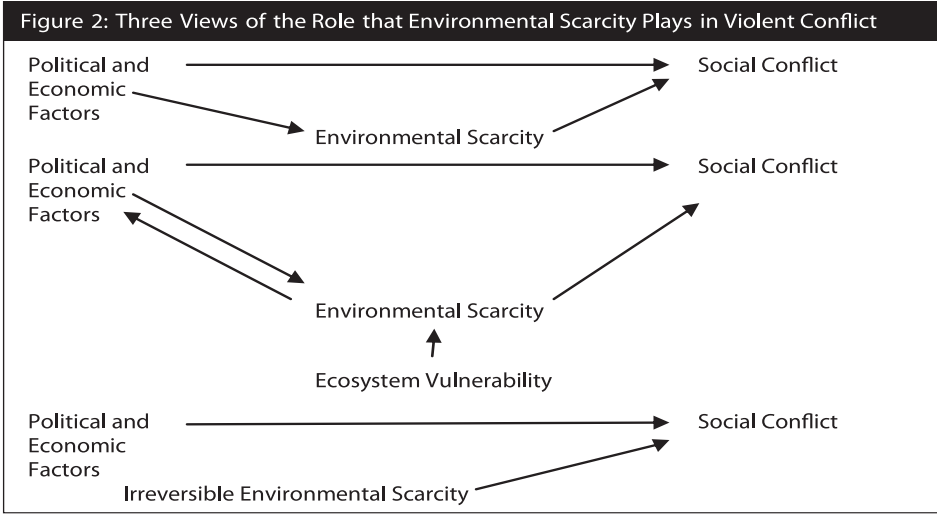 Figure 2: Three Views of the Role that Environmental Scarcity Plays in Violent Conflict
Political and
Economic
Factors
Social Conflict
Environmental Scarcity
Political and
Economic
Factors
Social Conflict
Environmental Scarcity
Ecosystem Vulnerability
Political and
Economic
Factors
Social Conflict
Irreversible Environmental Scarcity